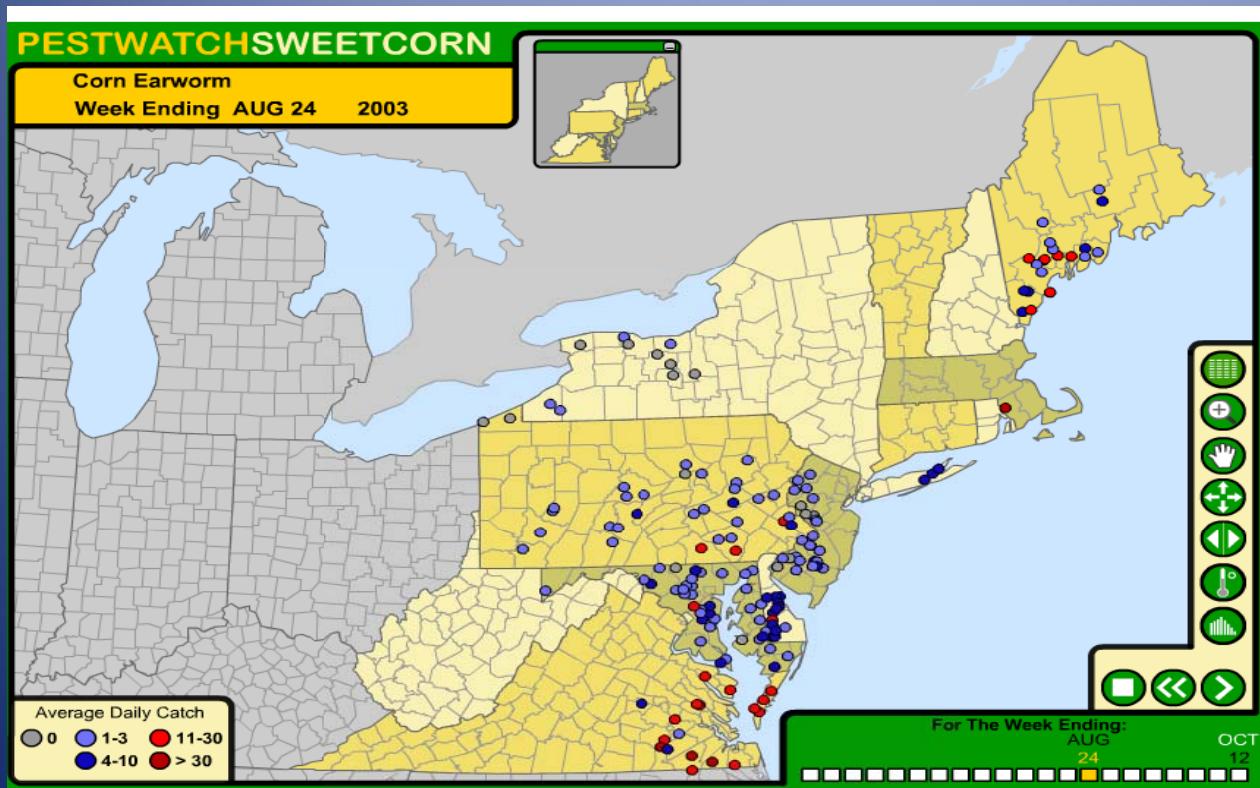 PESTWATCHSWEETCORN
Corn Earworm
Week Ending AUG 24 2003
Average Daily Catch
0 1-3 11-30
4-10 > 30
For The Week Ending:
AUG OCT
24 12